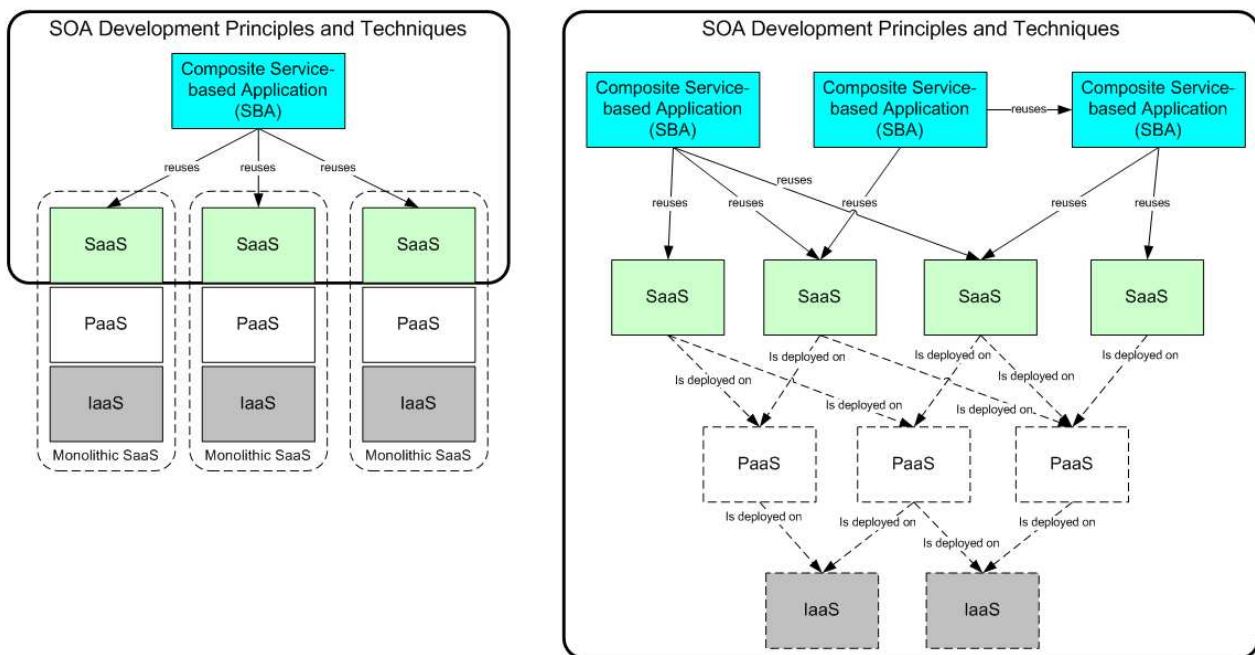 SOA Development Principles and Techniques
Composite Service-
based Application
(SBA)
reuses
reuses
reuses
SaaS
SaaS
SaaS
PaaS
PaaS
PaaS
IaaS
IaaS
IaaS
Monolithic SaaS
Monolithic SaaS
Monolithic SaaS
SOA Development Principles and Techniques
Composite Service-
based Application
(SBA)
Composite Service-
based Application
(SBA)
reuses
Composite Service-
based Application
(SBA)
reuses
reuses
reuses
reuses
reuses
reuses
SaaS
SaaS
SaaS
SaaS
Is deployed on
Is deployed on
Is deployed on
Is deployed on
Is deployed on
Is deployed on
Is deployed on
PaaS
PaaS
PaaS
Is deployed on
Is deployed on
Is deployed on
Is deployed on
IaaS
IaaS